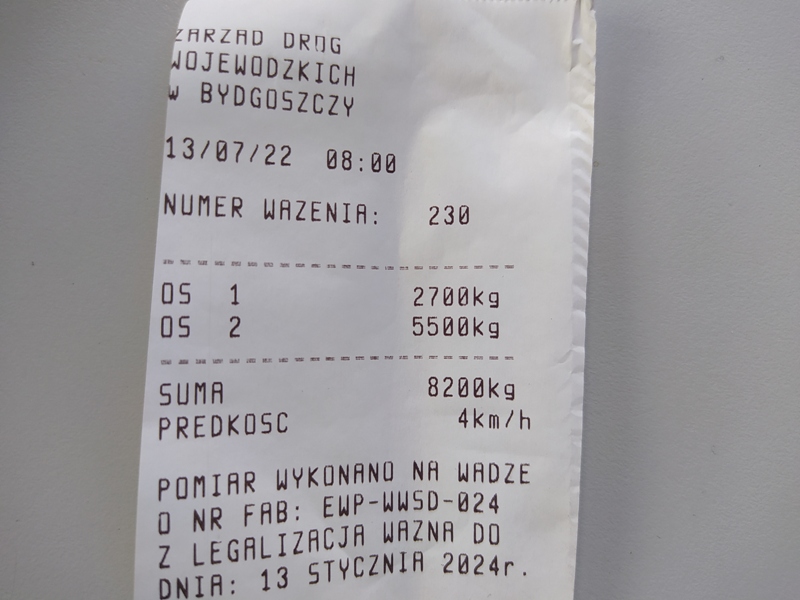 ZARZAD DROG
WOJEWODZKICH
w BYDGOSZCZY
13/07/22 08:00
NUMER WAZENIA: 230
OS 1 2700kg
OS 2 5500kg
SUMA 8200kg
PREDKOSC 4km/h
POMIAR WYKONANO NA WADZE
O NR FAB: EWP-WWSD-024
Z LEGALIZACJA WAZNA DO
DNIA: 13 STYCZNIA 2024r.